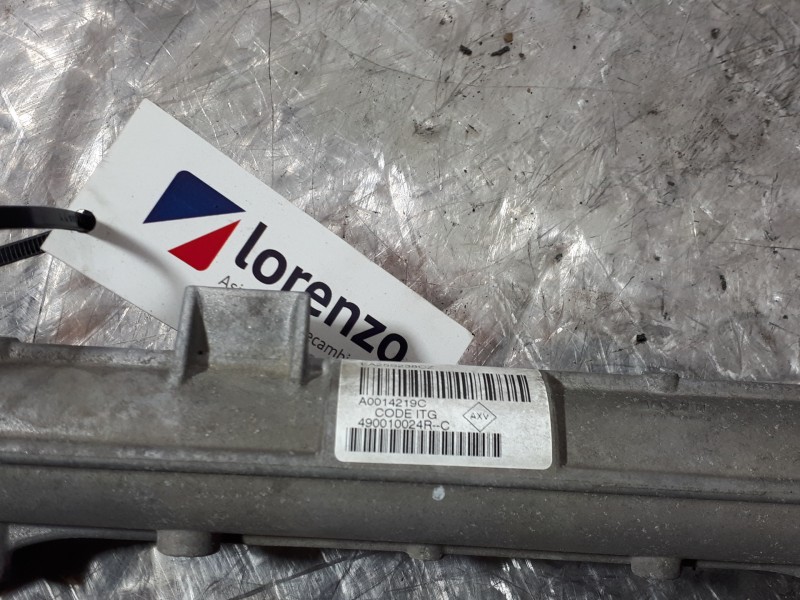 lorenzo
A0014219C
CODE ITG
AXV
490010024R--C